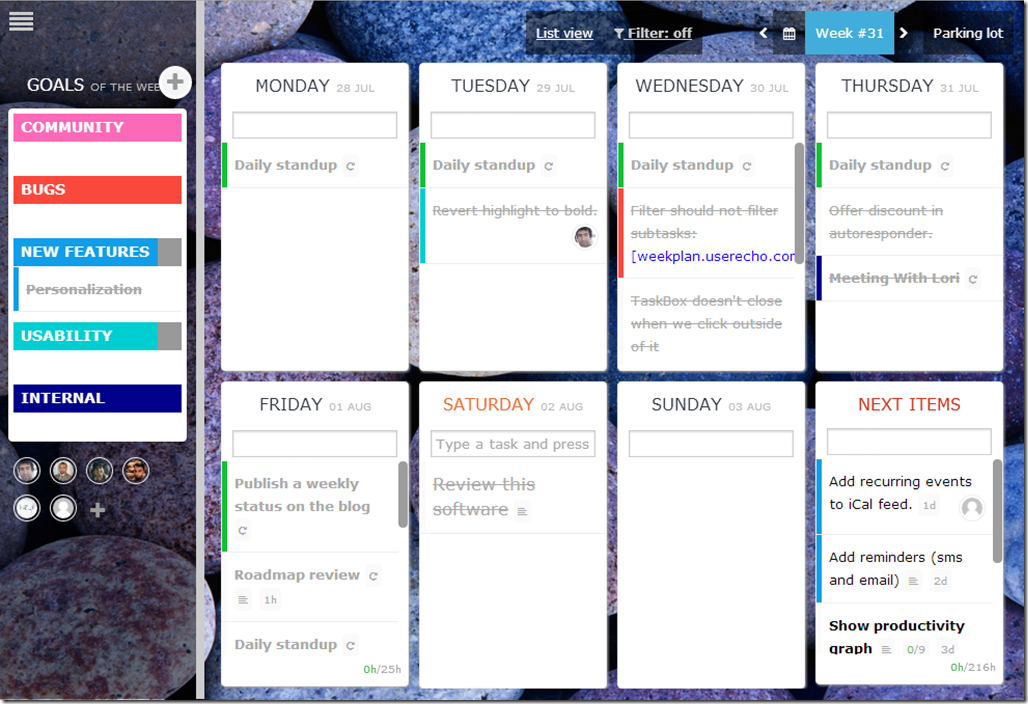 List view
Filter: off
Week #31
Parking lot
GOALS OF THE WEE
COMMUNITY
BUGS
NEW FEATURES
Personalization
USABILITY
INTERNAL
MONDAY 28 JUL
Daily standup
TUESDAY 29 JUL
Daily standup
Revert highlight to bold.
WEDNESDAY 30 JUL
Daily standup
Filter should not filter
subtasks:
[weekplan.userecho.com
TaskBox doesn't close
when we click outside
of it
THURSDAY 31 JUL
Daily standup
Offer discount in
autoresponder.
Meeting With Lori
FRIDAY 01 AUG
Publish a weekly
status on the blog
Roadmap review
1h
Daily standup
0h/25h
SATURDAY 02 AUG
Type a task and press
Review this
software
SUNDAY 03 AUG
NEXT ITEMS
Add recurring events
to iCal feed. 1d
Add reminders (sms
and email) 2d
Show productivity
graph 0/9 3d
0h/216h